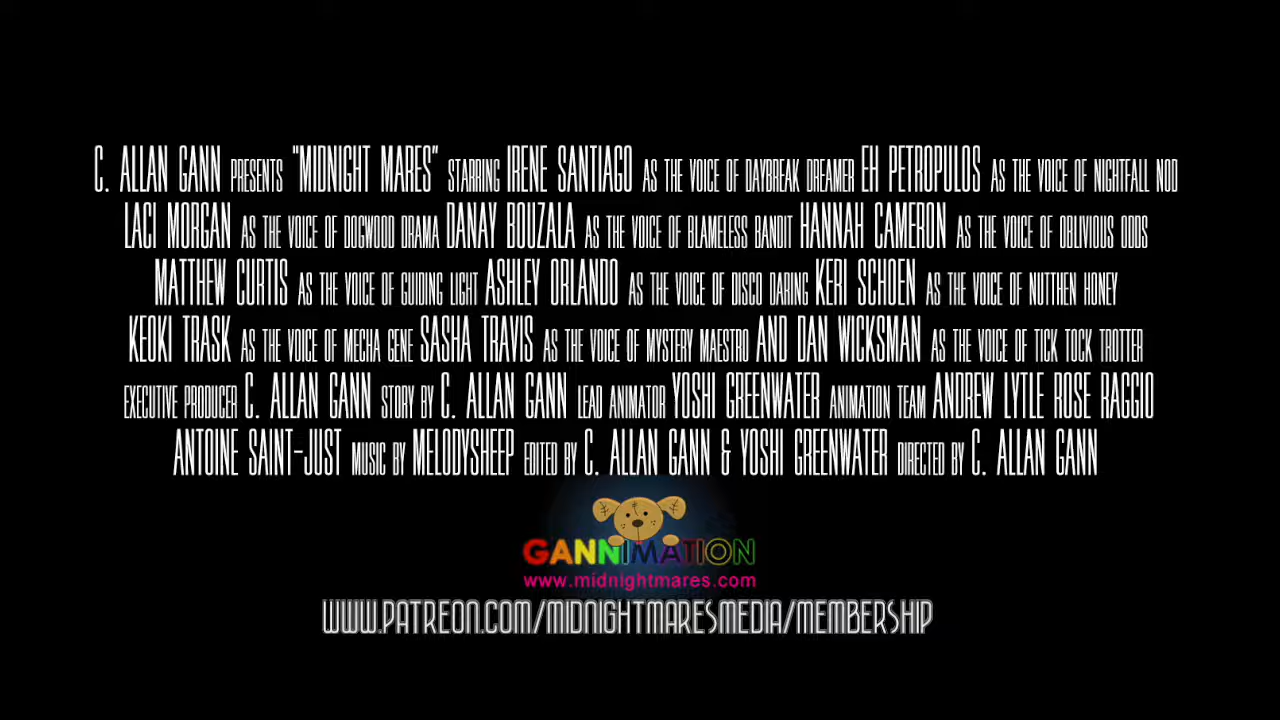 C. ALLAN GANN PRESENTS "MIDNIGHT MARES" STARRING IRENE SANTIAGO AS THE VOICE OF DAYBREAK DREAMER EH PETROPULOS AS THE VOICE OF NIGHTFALL NOD
LACI MORGAN AS THE VOICE OF DOGWOOD DRAMA DANAY BOUZALA AS THE VOICE OF BLAMELESS BANDIT HANNAH CAMERON AS THE VOICE OF OBLIVIOUS ODDS
MATTHEW CURTIS AS THE VOICE OF GUIDING LIGHT ASHLEY ORLANDO AS THE VOICE OF DISCO DARING KERI SCHOEN AS THE VOICE OF NUTTHEN HONEY
KEOKI TRASK AS THE VOICE OF MECHA GENE SASHA TRAVIS AS THE VOICE OF MYSTERY MAESTRO AND DAN WICKSMAN AS THE VOICE OF TICK TOCK TROTTER
EXECUTIVE PRODUCER C. ALLAN GANN STORY BY C. ALLAN GANN LEAD ANIMATOR YOSHI GREENWATER ANIMATION TEAM ANDREW LYTLE ROSE RAGGIO
ANTOINE SAINT-JUST MUSIC BY MELODYSHEEP EDITED BY C. ALLAN GANN & YOSHI GREENWATER DIRECTED BY C. ALLAN GANN
GANNIMATION
www.midnightmares.com
WWW.PATREON.COM/MIDNIGHTMARESMEDIA/MEMBERSHIP